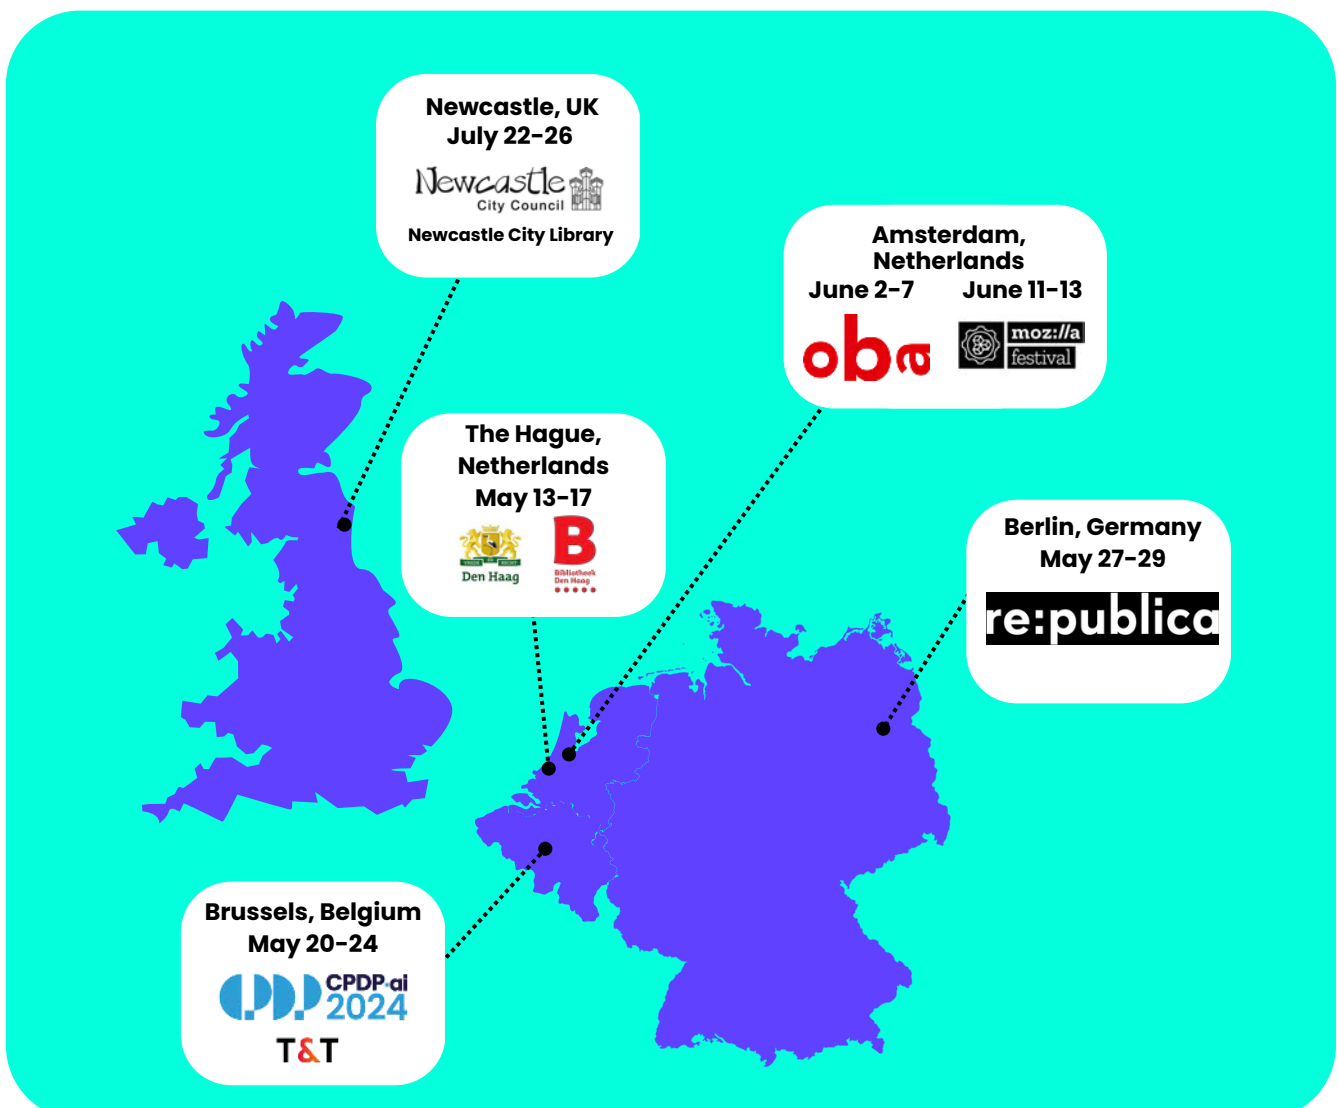 Newcastle, UK
July 22-26
Newcastle
City Council
Newcastle City Library
Amsterdam,
Netherlands
June 2-7
June 11-13
oba
moz://a
festival
The Hague,
Netherlands
May 13-17
Den Haag
B
Bibliotheek
Den Haag
Berlin, Germany
May 27-29
re:publica
Brussels, Belgium
May 20-24
CPDP.ai
2024
T&T